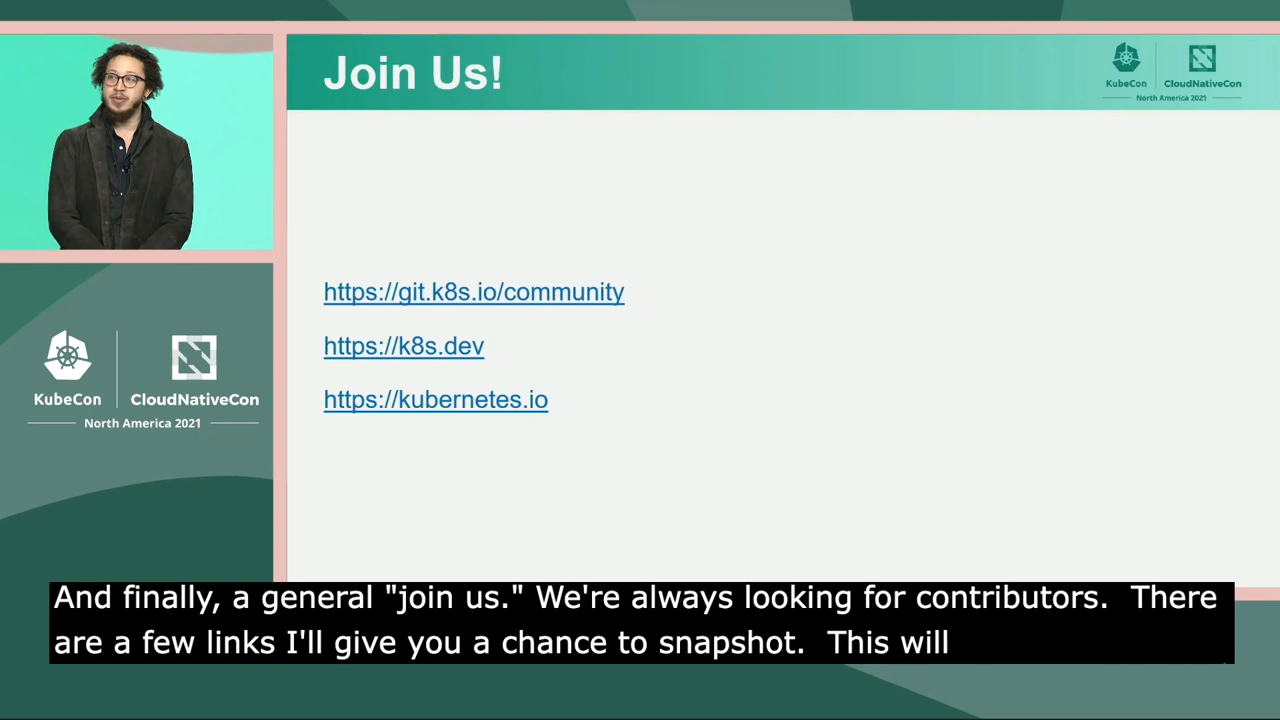 Join Us!
KubeCon
CloudNativeCon
North America 2021
https://git.k8s.io/community
https://k8s.dev
https://kubernetes.io
KubeCon
CloudNativeCon
North America 2021
And finally, a general "join us." We're always looking for contributors.  There
are a few links I'll give you a chance to snapshot.  This will